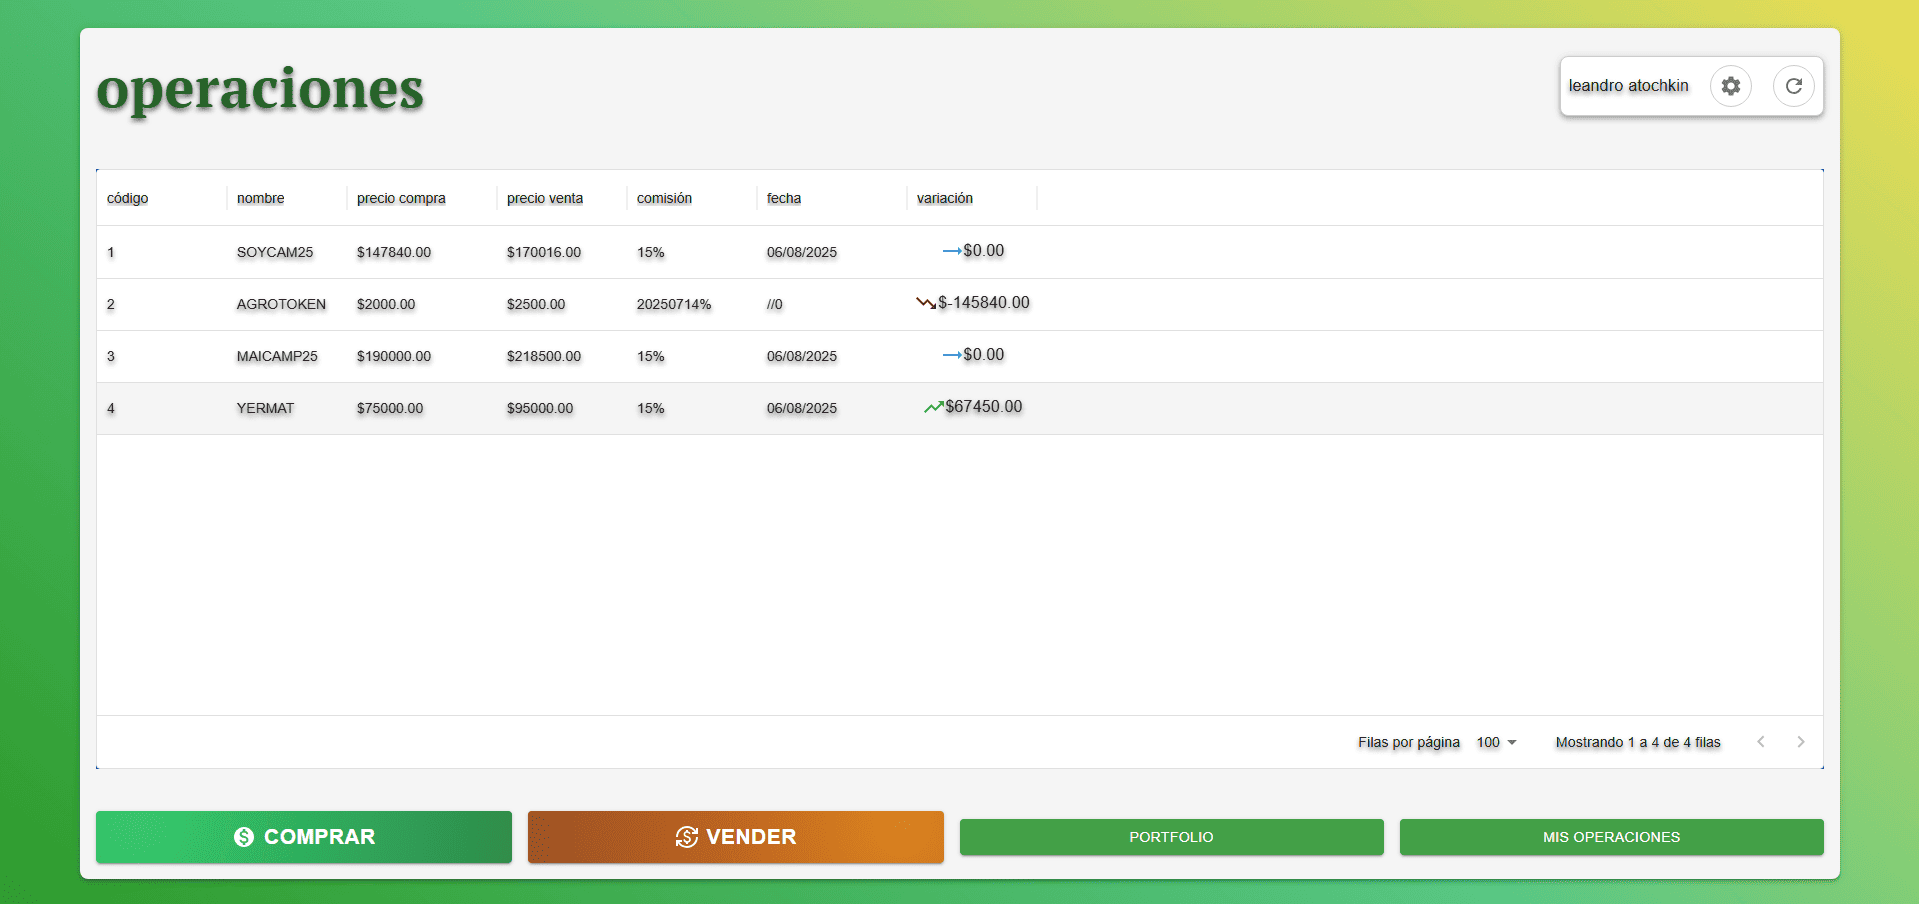 operaciones
leandro atochkin
código nombre precio compra precio venta comisión fecha variación
1 SOYCAM25 $147840.00 $170016.00 15% 06/08/2025 $0.00
2 AGROTOKEN $2000.00 $2500.00 20250714% //0 $-145840.00
3 MAICAMP25 $190000.00 $218500.00 15% 06/08/2025 $0.00
4 YERMAT $75000.00 $95000.00 15% 06/08/2025 $67450.00
Filas por página 100 Mostrando 1 a 4 de 4 filas
COMPRAR VENDER PORTFOLIO MIS OPERACIONES